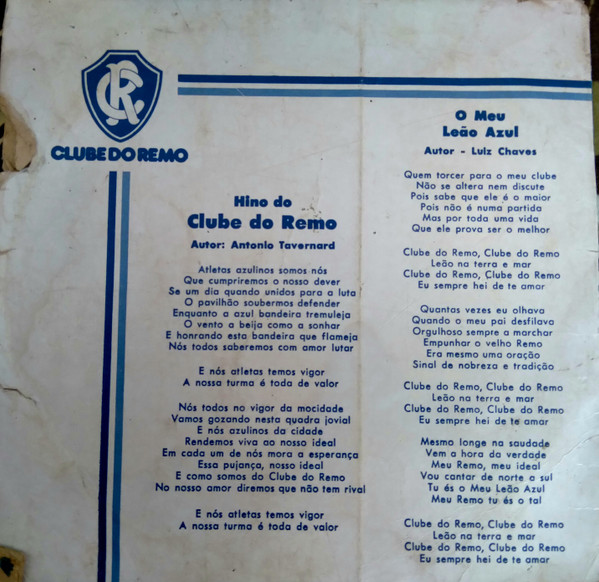 CR
CLUBE DO REMO
Hino do
Clube do Remo
Autor: Antonio Tavernard
Atletas azulinos somos nós
Que cumpriremos o nosso dever
Se um dia quando unidos para a luta
O pavilhão soubermos defender
Enquanto a azul bandeira tremuleja
O vento a beija como a sonhar
E honrando esta bandeira que flameja
Nós todos saberemos com amor lutar
E nós atletas temos vigor
A nossa turma é toda de valor
Nós todos no vigor da mocidade
Vamos gozando nesta quadra jovial
E nós azulinos da cidade
Rendemos viva ao nosso ideal
Em cada um de nós mora a esperança
Essa pujança, nosso ideal
E como somos do Clube do Remo
No nosso amor diremos que não tem rival
E nós atletas temos vigor
A nossa turma é toda de valor
O Meu
Leão Azul
Autor - Luiz Chaves
Quem torcer para o meu clube
Não se altera nem discute
Pois sabe que ele é o maior
Pois não é numa partida
Mas por toda uma vida
Que ele prova ser o melhor
Clube do Remo, Clube do Remo
Leão na terra e mar
Clube do Remo, Clube do Remo
Eu sempre hei de te amar
Quantas vezes eu olhava
Quando o meu pai desfilava
Orgulhoso sempre a marchar
Empunhar o velho Remo
Era mesmo uma oração
Sinal de nobreza e tradição
Clube do Remo, Clube do Remo
Leão na terra e mar
Clube do Remo, Clube do Remo
Eu sempre hei de te amar
Mesmo longe na saudade
Vem a hora da verdade
Meu Remo, meu ideal
Vou cantar de norte a sul
Tu és o Meu Leão Azul
Meu Remo tu és o tal
Clube do Remo, Clube do Remo
Leão na terra e mar
Clube do Remo, Clube do Remo
Eu sempre hei de te amar